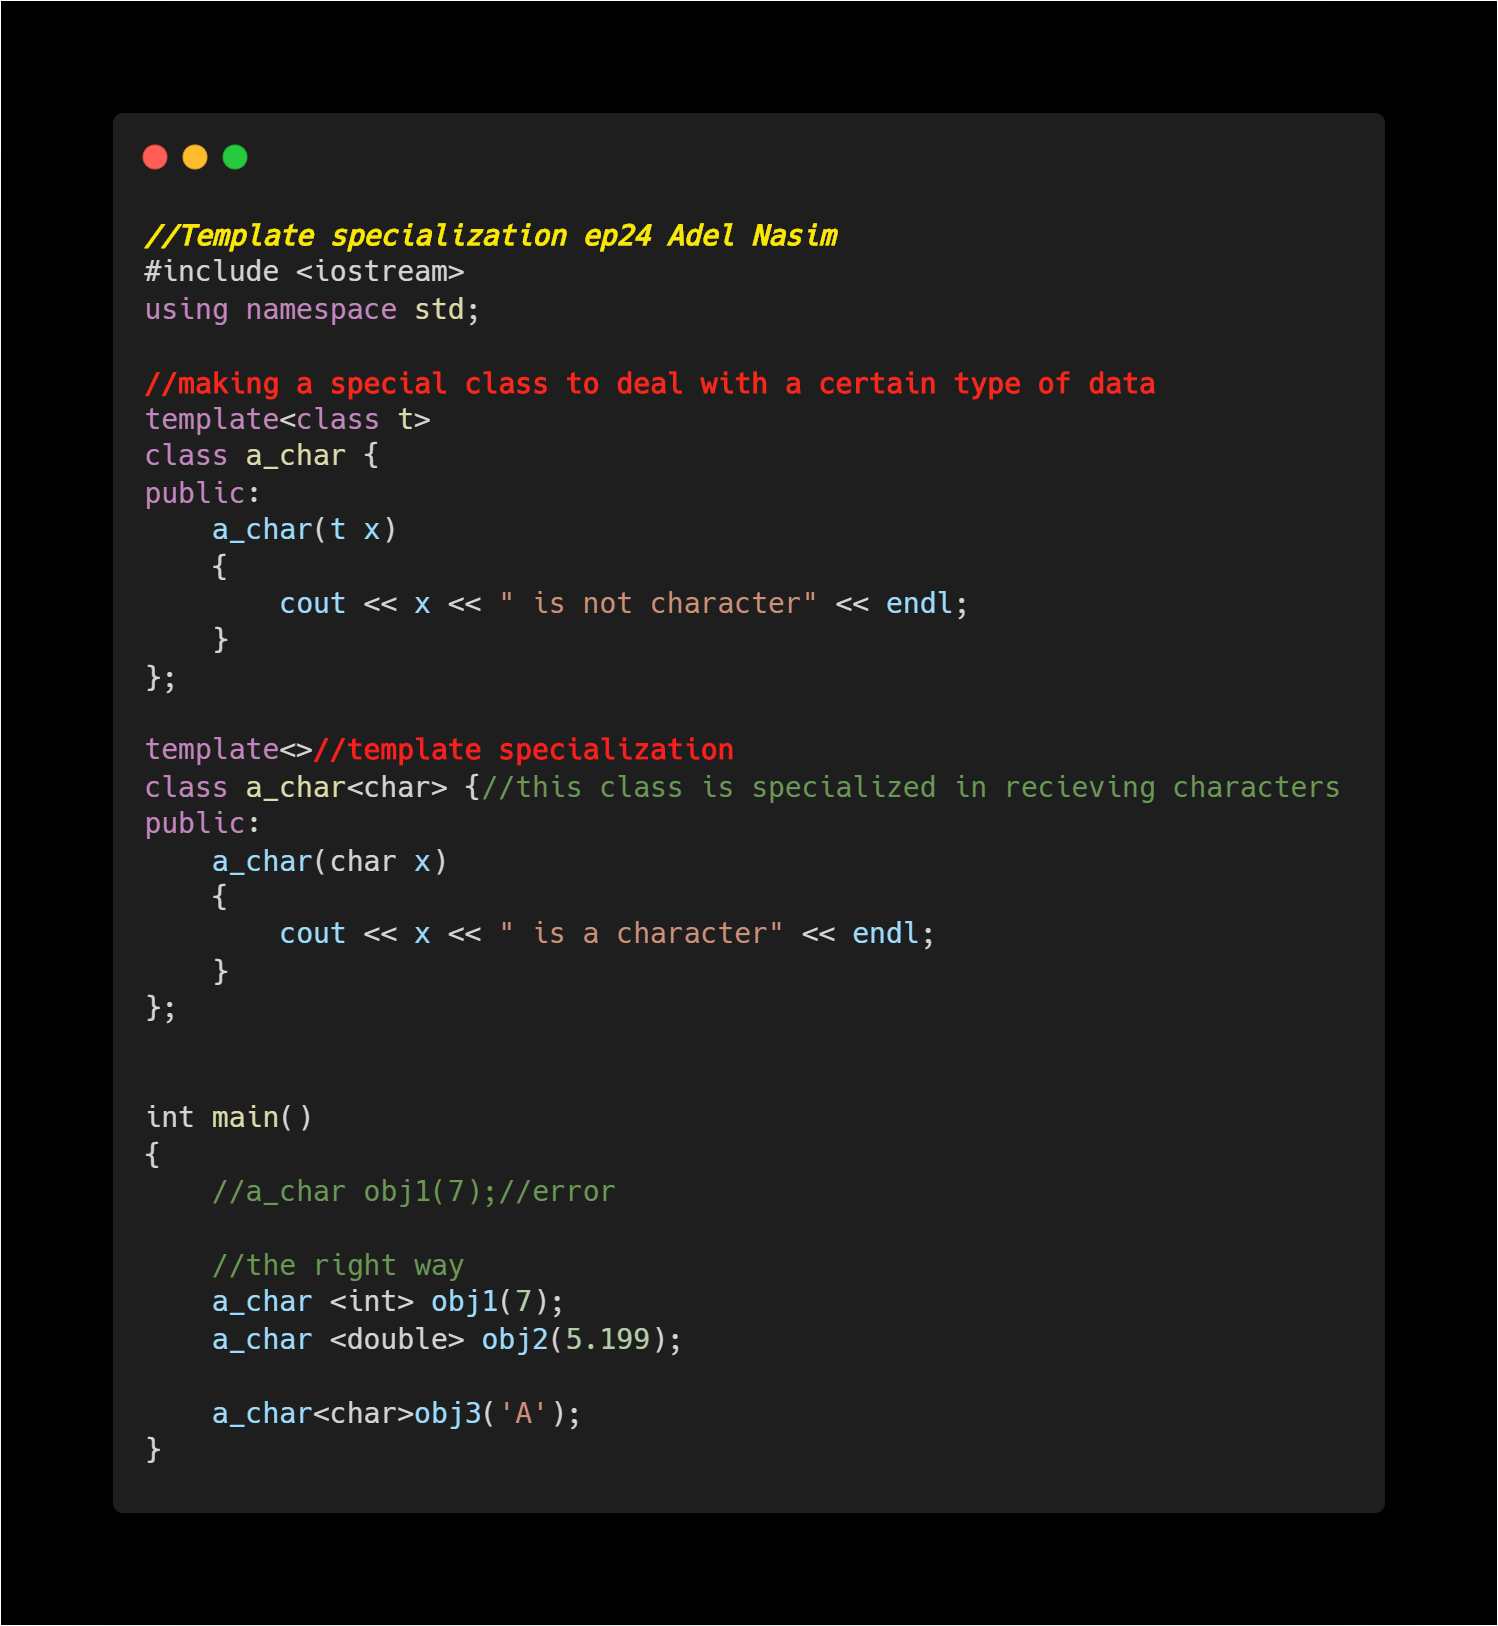 //Template specialization ep24 Adel Nasim
#include <iostream>
using namespace std;
//making a special class to deal with a certain type of data
template<class t>
class a_char {
public:
    a_char(t x)
    {
        cout << x << " is not character" << endl;
    }
};
template<>//template specialization
class a_char<char> {//this class is specialized in recieving characters
public:
    a_char(char x)
    {
        cout << x << " is a character" << endl;
    }
};
int main()
{
    //a_char obj1(7);//error
    //the right way
    a_char <int> obj1(7);
    a_char <double> obj2(5.199);
    a_char<char>obj3('A');
}